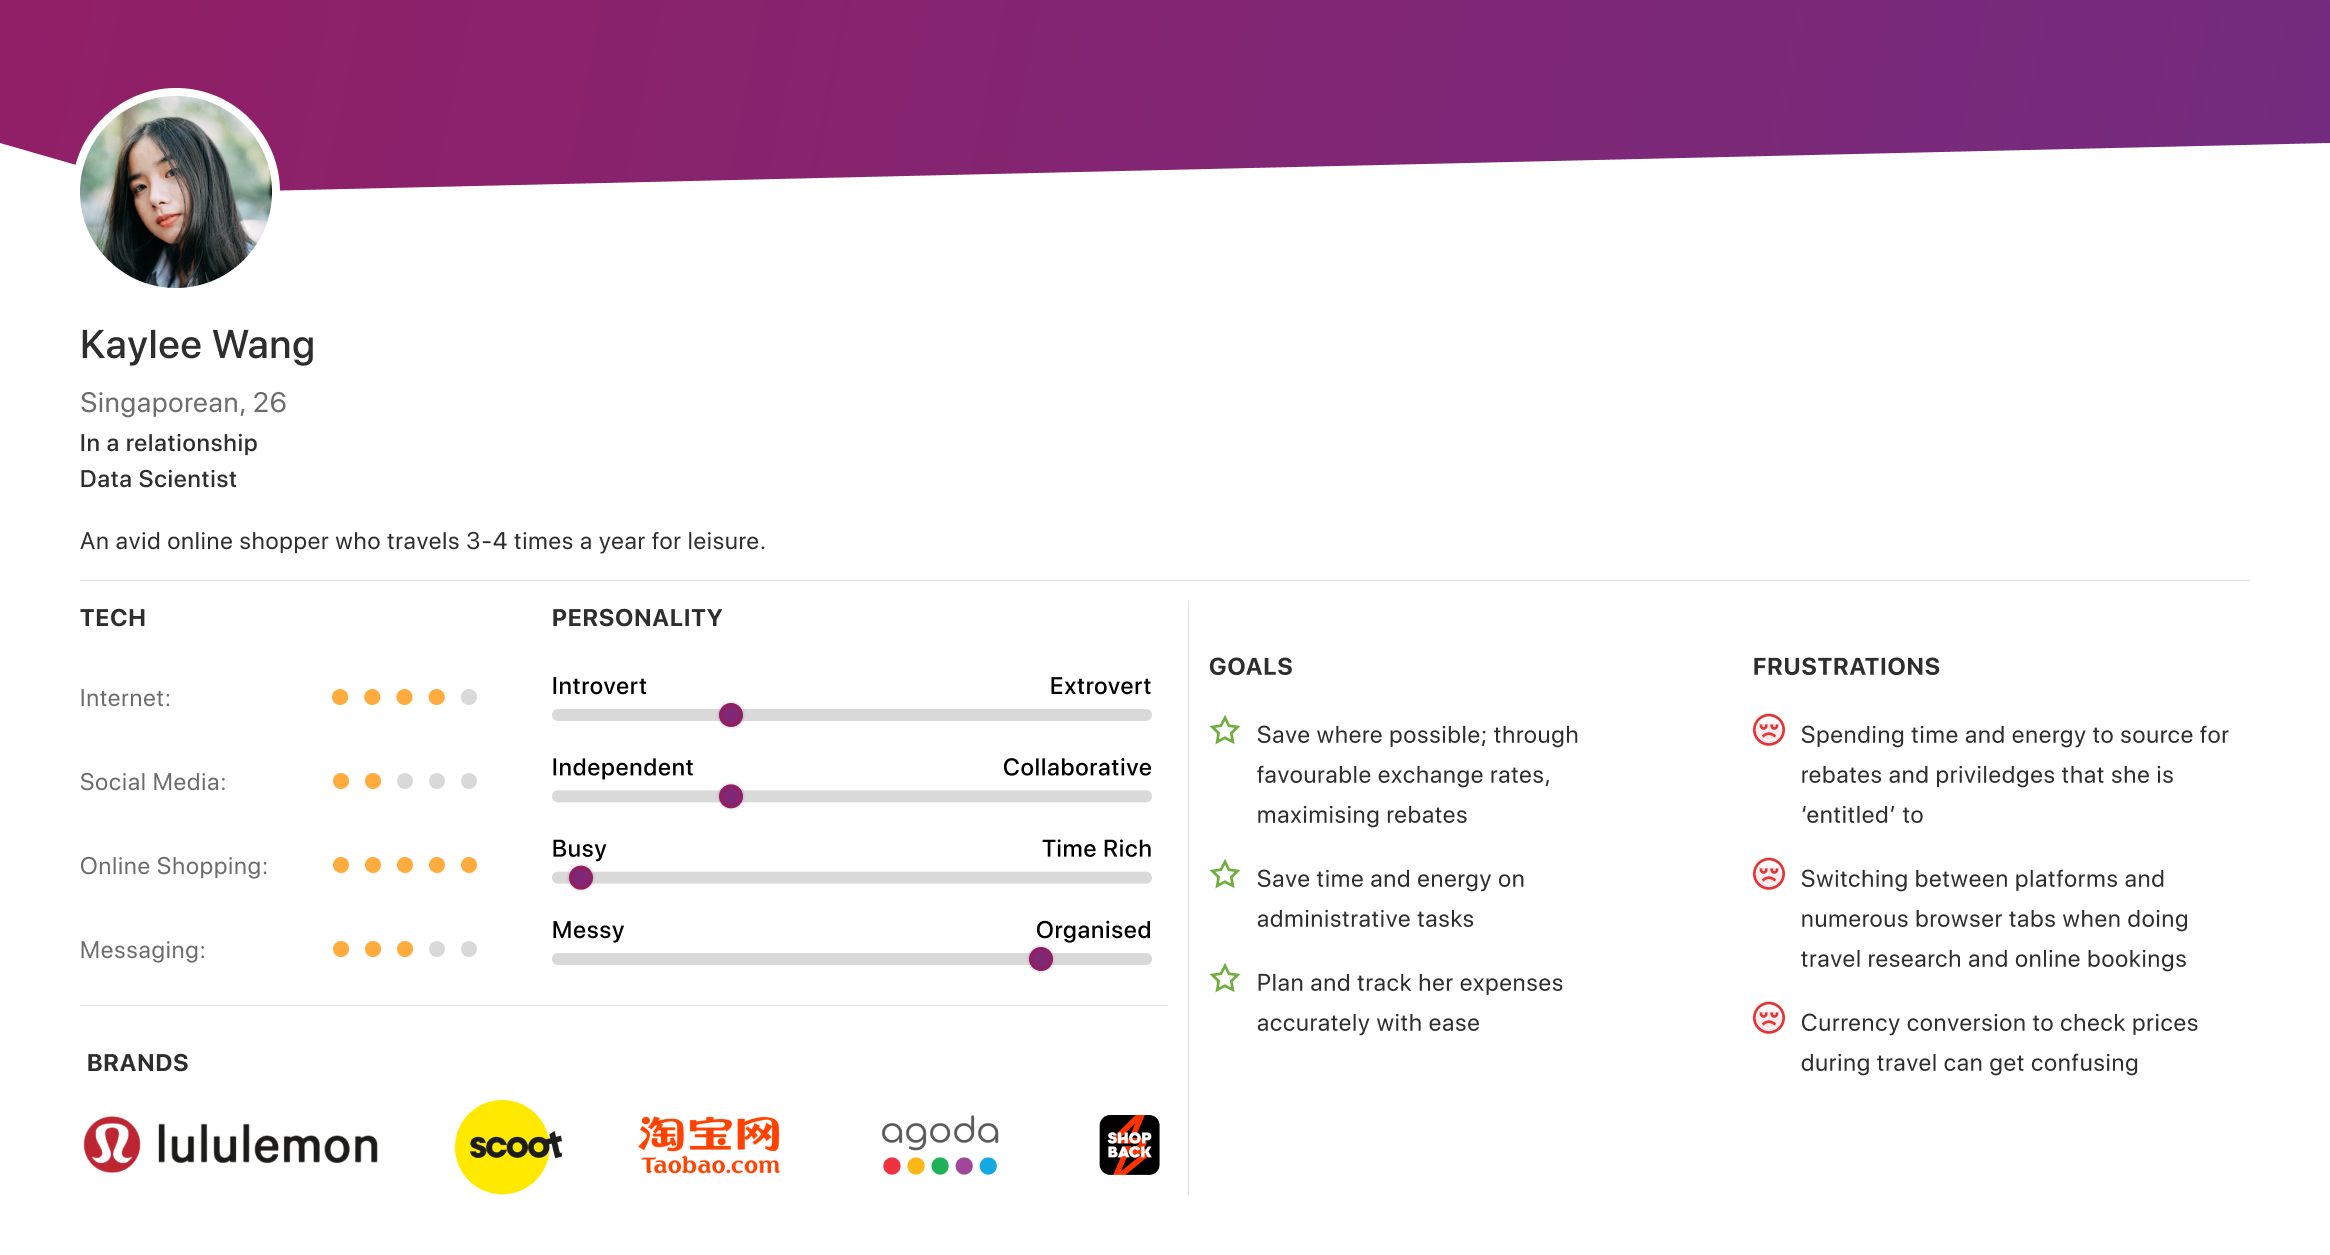 Kaylee Wang
Singaporean, 26
In a relationship
Data Scientist
An avid online shopper who travels 3-4 times a year for leisure.
TECH
Internet:
Social Media:
Online Shopping:
Messaging:
PERSONALITY
Introvert Extrovert
Independent Collaborative
Busy Time Rich
Messy Organised
BRANDS
lululemon
scoot
淘宝网
Taobao.com
agoda
SHOP
BACK
GOALS
Save where possible; through
favourable exchange rates,
maximising rebates
Save time and energy on
administrative tasks
Plan and track her expenses
accurately with ease
FRUSTRATIONS
Spending time and energy to source for
rebates and priviledges that she is
‘entitled’ to
Switching between platforms and
numerous browser tabs when doing
travel research and online bookings
Currency conversion to check prices
during travel can get confusing